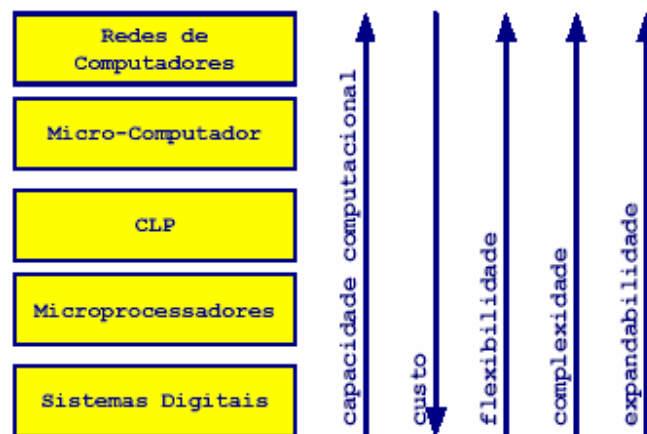 Redes de
Computadores
Micro-Computador
CLP
Microprocessadores
Sistemas Digitais
capacidade computacional
custo
flexibilidade
complexidade
expandabilidade